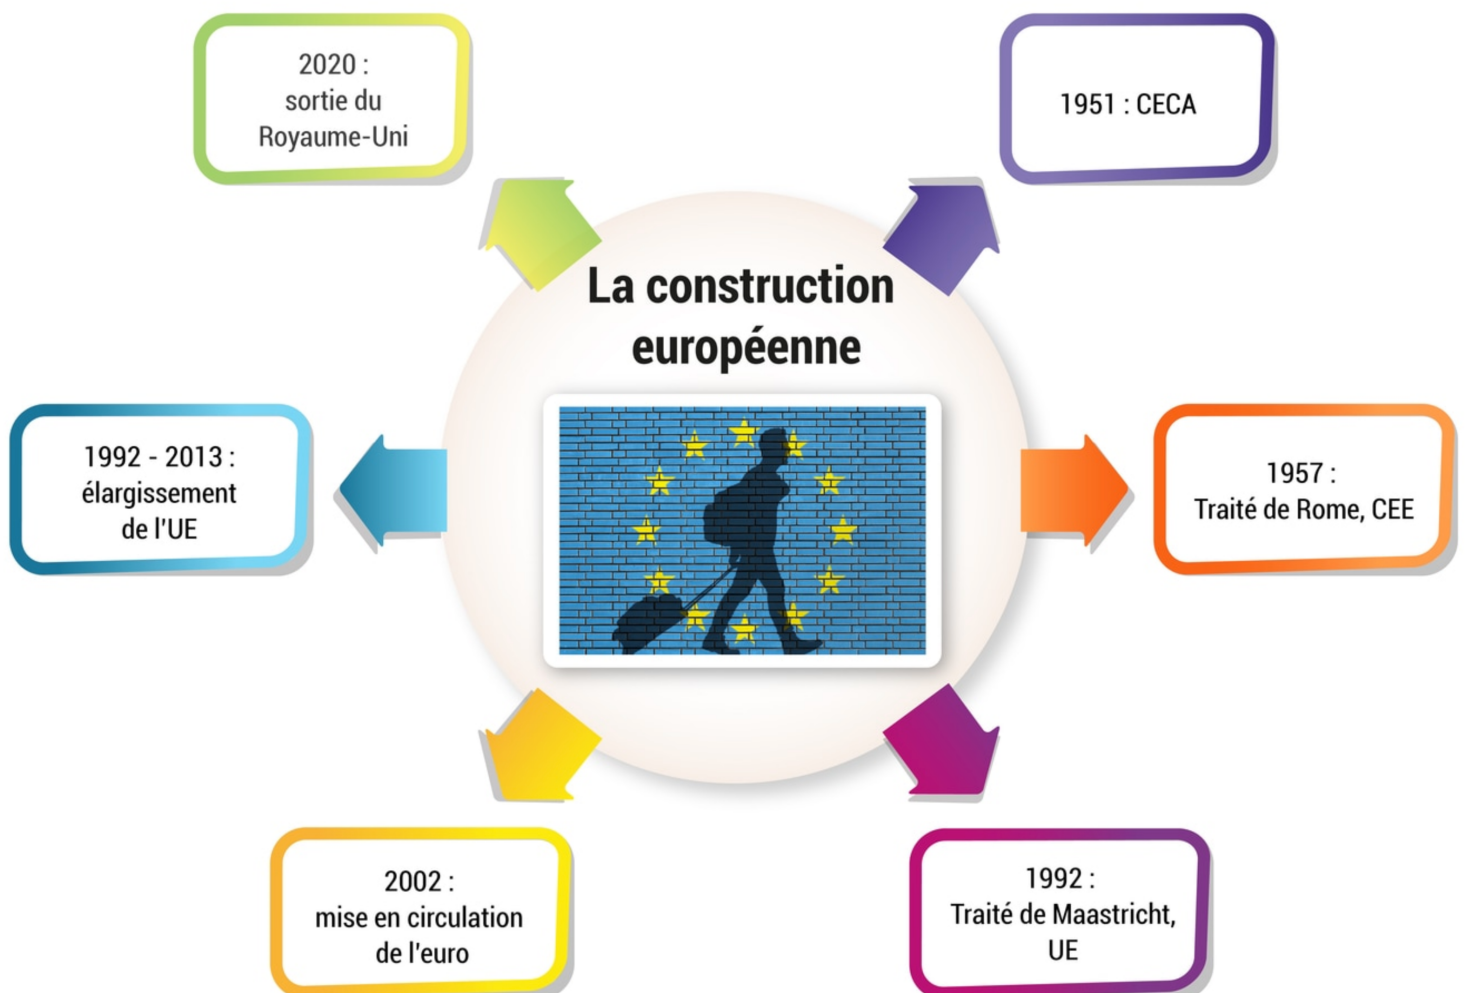 La construction
européenne
1951 : CECA
1957 :
Traité de Rome, CEE
1992 :
Traité de Maastricht,
UE
2002 :
mise en circulation
de l'euro
1992 - 2013 :
élargissement
de l'UE
2020 :
sortie du
Royaume-Uni